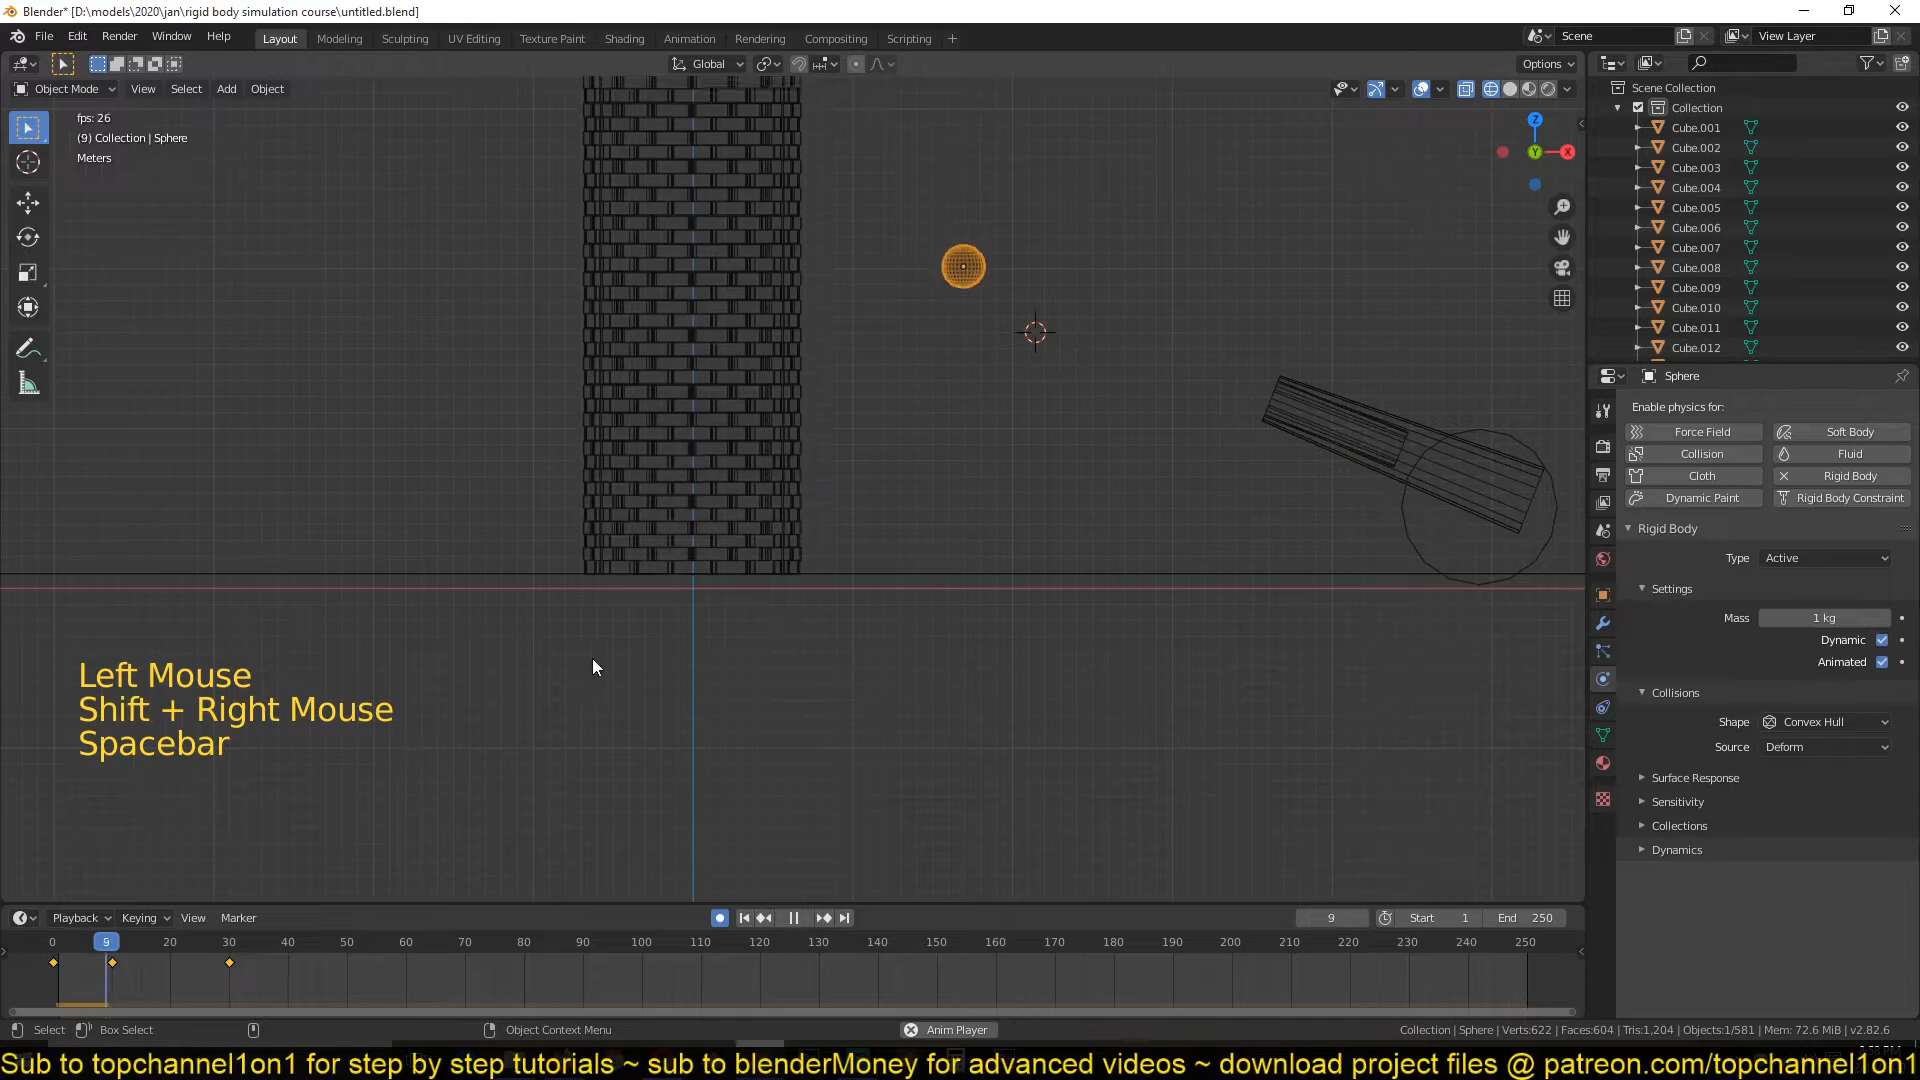 Blender* [D:\models\2020\jan\rigid body simulation course\untitled.blend]
File Edit Render Window Help
Layout Modeling Sculpting UV Editing Texture Paint Shading Animation Rendering Compositing Scripting +
Scene
View Layer
Global
Options
Object Mode View Select Add Object
fps: 26
(9) Collection | Sphere
Meters
Z
Y
X
Scene Collection
Collection
Cube.001
Cube.002
Cube.003
Cube.004
Cube.005
Cube.006
Cube.007
Cube.008
Cube.009
Cube.010
Cube.011
Cube.012
Sphere
Enable physics for:
Force Field Soft Body
Collision Fluid
Cloth Rigid Body
Dynamic Paint Rigid Body Constraint
Rigid Body
Type Active
Settings
Mass 1 kg
Dynamic
Animated
Collisions
Shape Convex Hull
Source Deform
Surface Response
Sensitivity
Collections
Dynamics
Left Mouse
Shift + Right Mouse
Spacebar
Playback Keying View Marker
9 Start 1 End 250
0 9 20 30 40 50 60 70 80 90 100 110 120 130 140 150 160 170 180 190 200 210 220 230 240 250
Select Box Select Object Context Menu Anim Player
Collection | Sphere | Verts:622 | Faces:604 | Tris:1,204 | Objects:1/581 | Mem: 72.6 MiB | v2.82.6
Sub to topchannel1on1 for step by step tutorials ~ sub to blenderMoney for advanced videos ~ download project files @ patreon.com/topchannel1on1